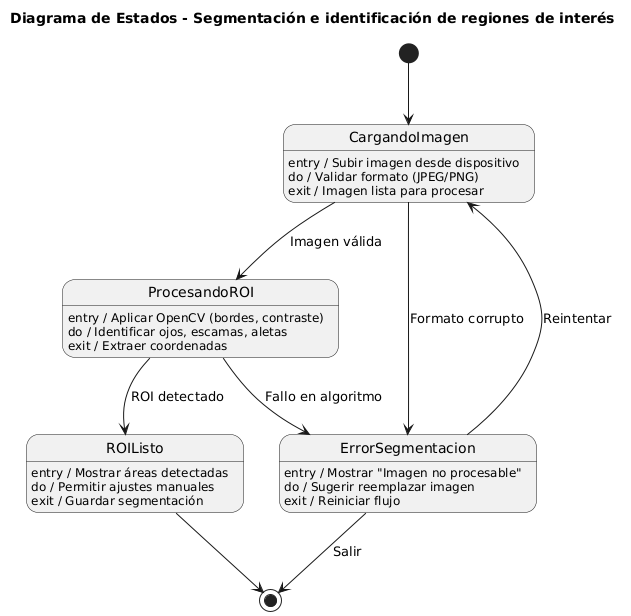 Diagrama de Estados - Segmentación e identificación de regiones de interés
CargandoImagen
entry / Subir imagen desde dispositivo
do / Validar formato (JPEG/PNG)
exit / Imagen lista para procesar
Imagen válida
ProcesandoROI
entry / Aplicar OpenCV (bordes, contraste)
do / Identificar ojos, escamas, aletas
exit / Extraer coordenadas
Formato corrupto
Reintentar
ROI detectado
Fallo en algoritmo
ROIListo
entry / Mostrar áreas detectadas
do / Permitir ajustes manuales
exit / Guardar segmentación
ErrorSegmentacion
entry / Mostrar "Imagen no procesable"
do / Sugerir reemplazar imagen
exit / Reiniciar flujo
Salir